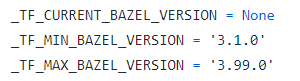 _TF_CURRENT_BAZEL_VERSION = None
_TF_MIN_BAZEL_VERSION = '3.1.0'
_TF_MAX_BAZEL_VERSION = '3.99.0'